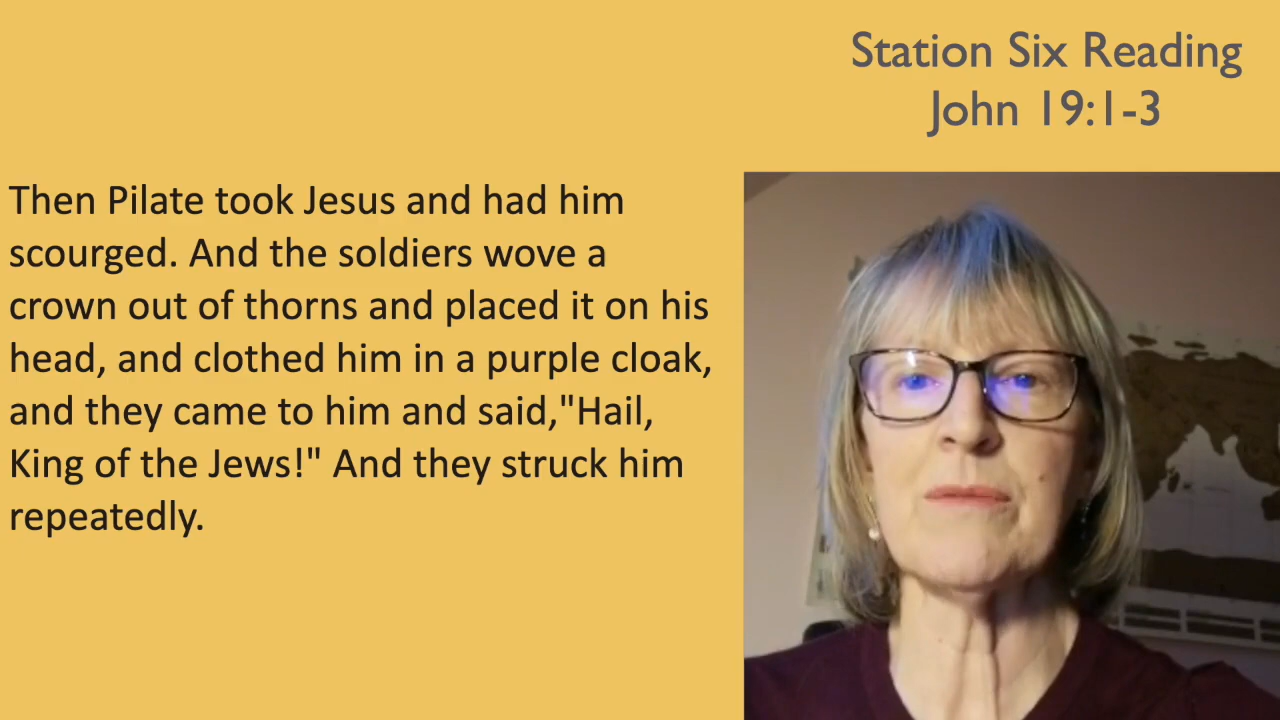 Station Six Reading
John 19:1-3
Then Pilate took Jesus and had him
scourged. And the soldiers wove a
crown out of thorns and placed it on his
head, and clothed him in a purple cloak,
and they came to him and said,"Hail,
King of the Jews!" And they struck him
repeatedly.